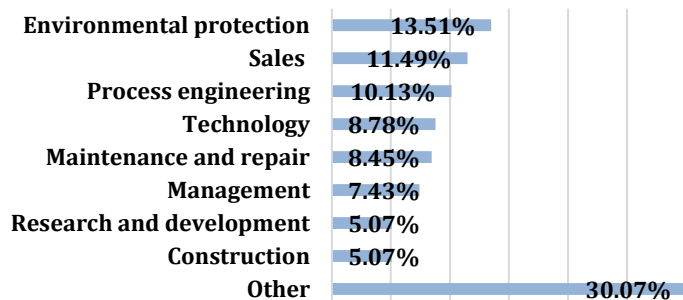 Environmental protection 13.51%
Sales 11.49%
Process engineering 10.13%
Technology 8.78%
Maintenance and repair 8.45%
Management 7.43%
Research and development 5.07%
Construction 5.07%
Other 30.07%